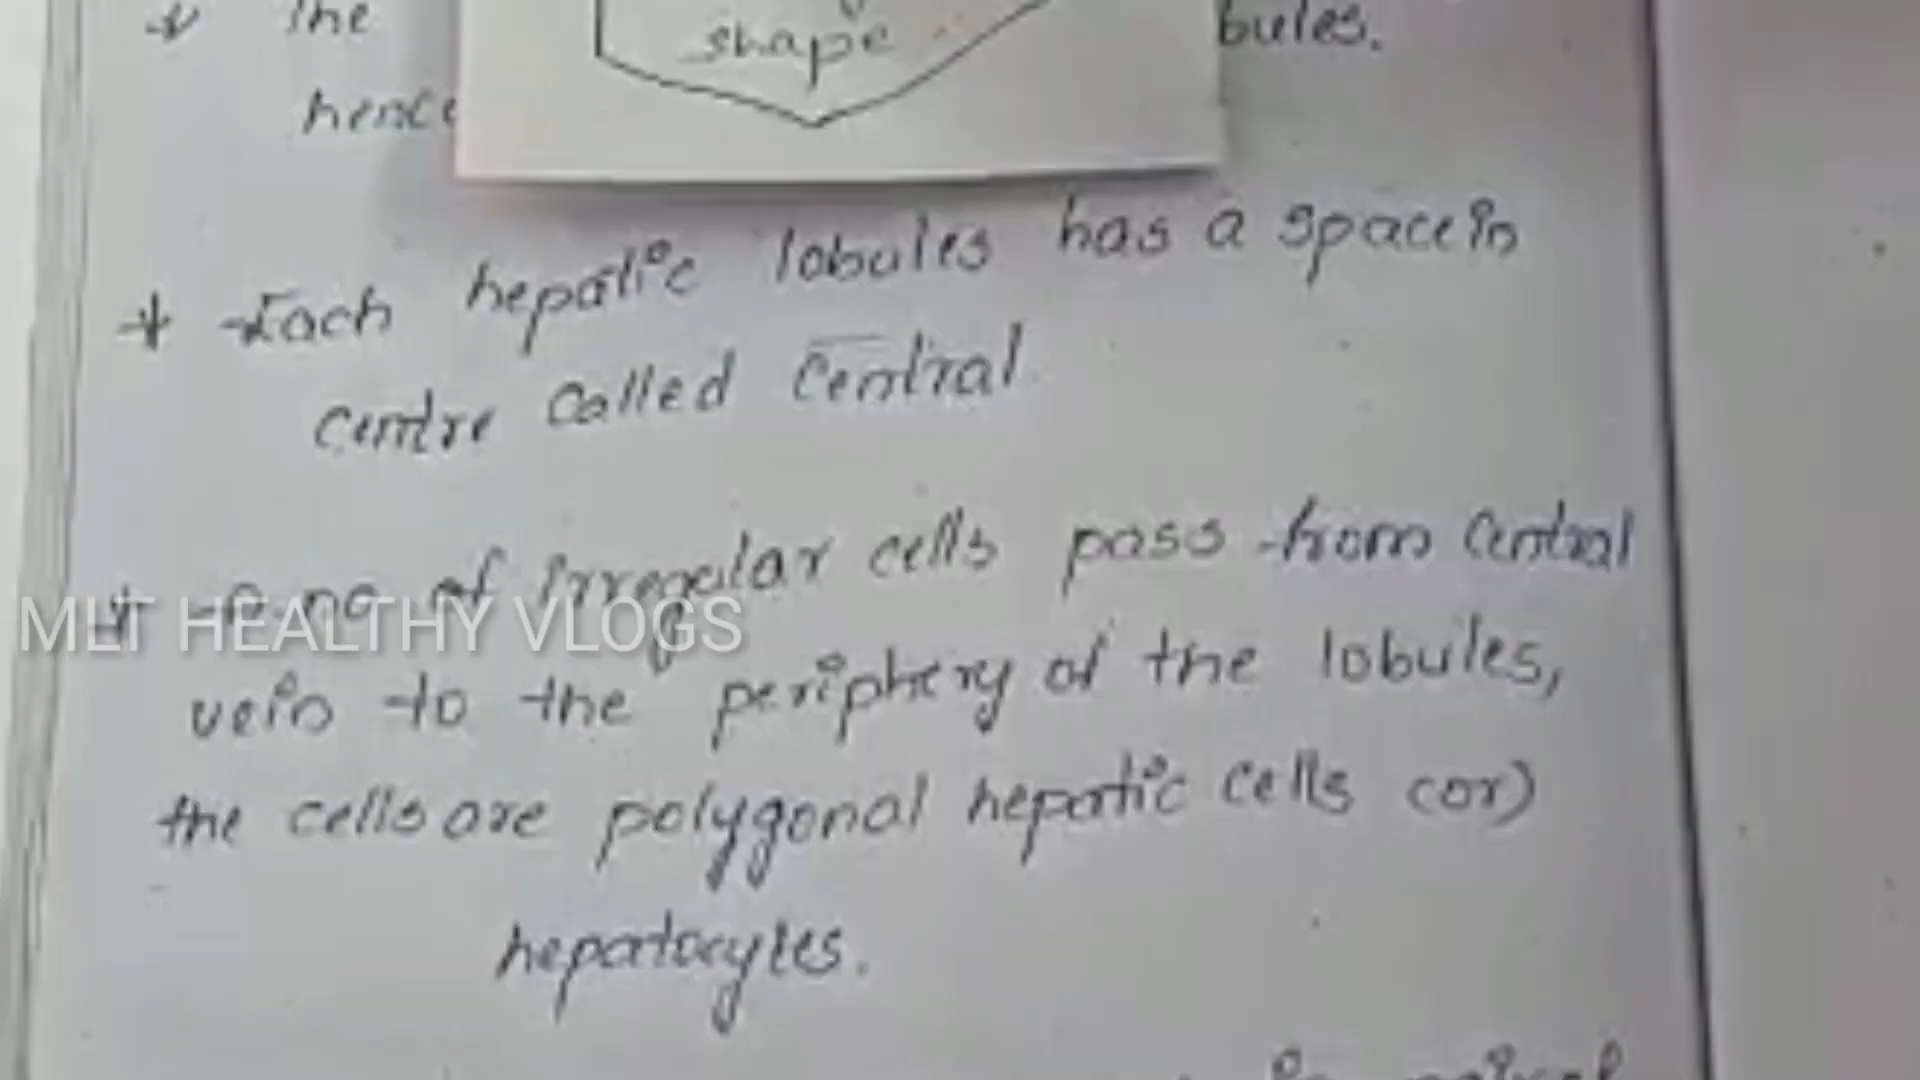 * The
shape
bules.
hence
* Each hepatic lobules has a space in
centre called Central
* A no of irregular cells pass from Central
MLT HEALTHY VLOGS
vein to the periphery of the lobules,
the cells are polygonal hepatic cells (or)
hepatocytes.